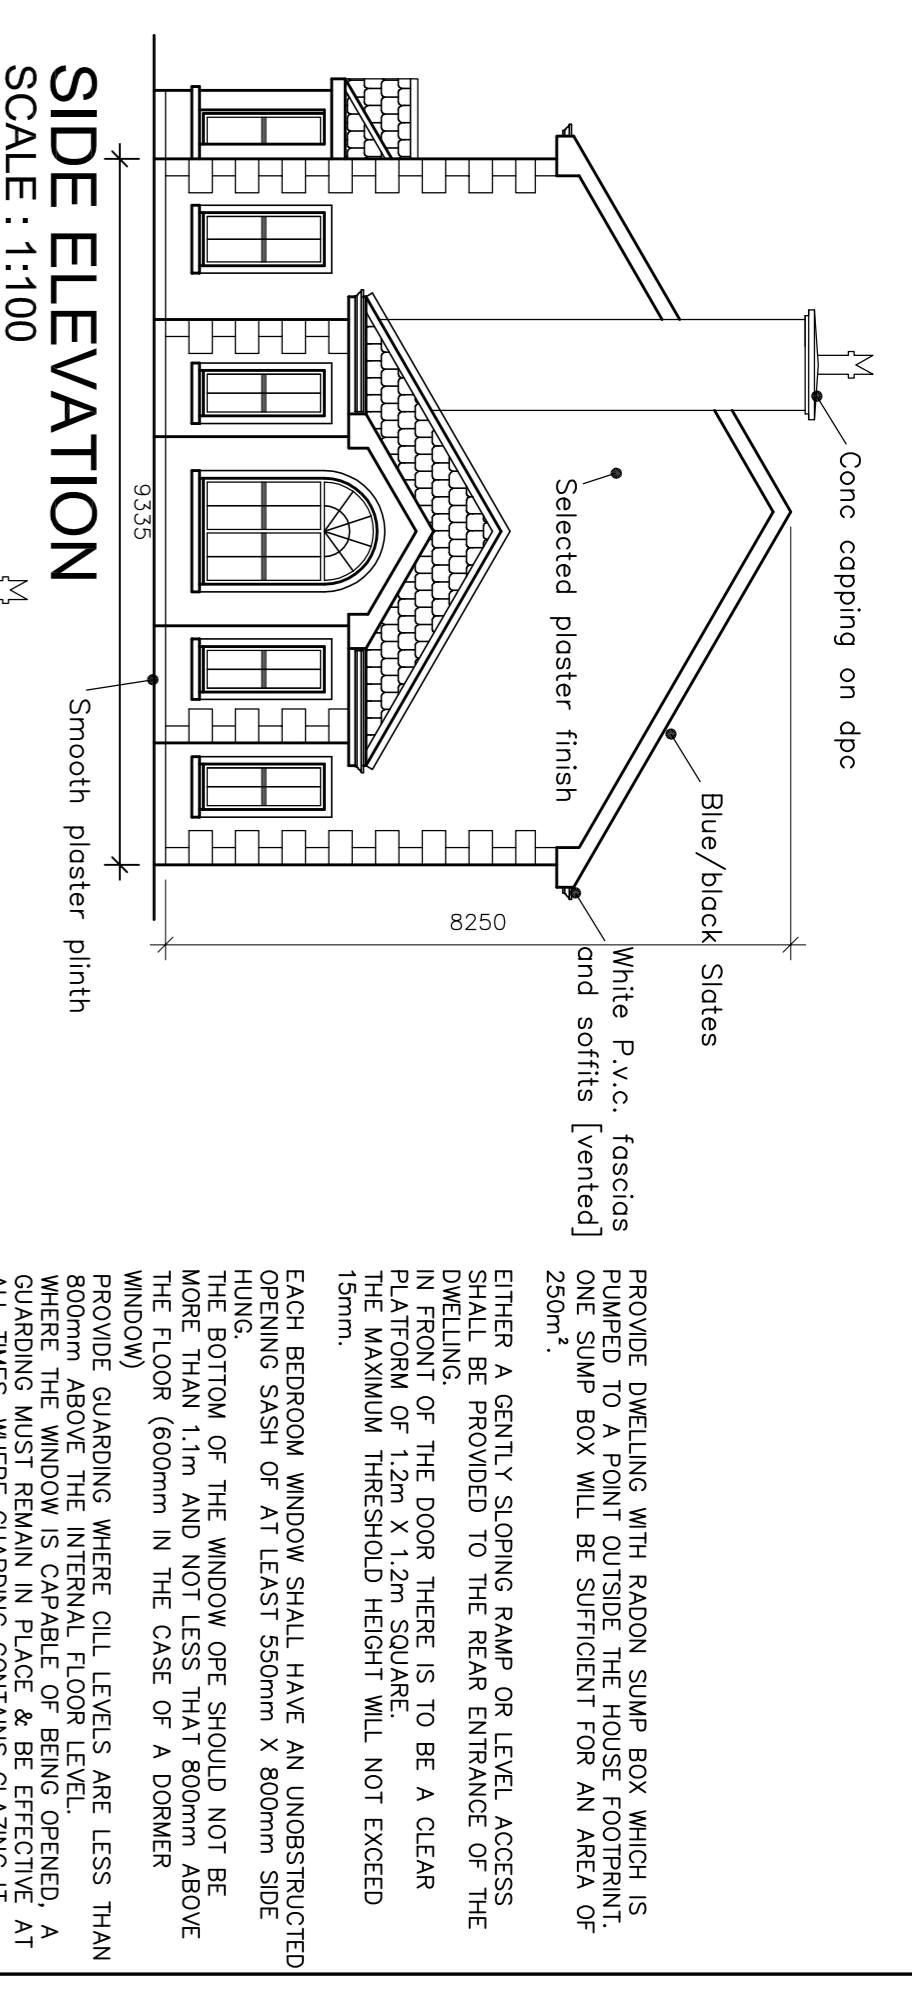 Conc capping on dpc
Blue/black Slates
White P.v.c. fascias
and soffits [vented]
Selected plaster finish
8250
9335
Smooth plaster plinth
SIDE ELEVATION
SCALE : 1:100
PROVIDE DWELLING WITH RADON SUMP BOX WHICH IS
PUMPED TO A POINT OUTSIDE THE HOUSE FOOTPRINT.
ONE SUMP BOX WILL BE SUFFICIENT FOR AN AREA OF
250m².
EITHER A GENTLY SLOPING RAMP OR LEVEL ACCESS
SHALL BE PROVIDED TO THE REAR ENTRANCE OF THE
DWELLING.
IN FRONT OF THE DOOR THERE IS TO BE A CLEAR
PLATFORM OF 1.2m X 1.2m SQUARE.
THE MAXIMUM THRESHOLD HEIGHT WILL NOT EXCEED
15mm.
EACH BEDROOM WINDOW SHALL HAVE AN UNOBSTRUCTED
OPENING SASH OF AT LEAST 550mm X 800mm SIDE
HUNG.
THE BOTTOM OF THE WINDOW OPE SHOULD NOT BE
MORE THAN 1.1m AND NOT LESS THAT 800mm ABOVE
THE FLOOR (600mm IN THE CASE OF A DORMER
WINDOW)
PROVIDE GUARDING WHERE CILL LEVELS ARE LESS THAN
800mm ABOVE THE INTERNAL FLOOR LEVEL.
WHERE THE WINDOW IS CAPABLE OF BEING OPENED, A
GUARDING MUST REMAIN IN PLACE & BE EFFECTIVE AT
ALL TIMES. WHERE GUARDING CONTAINS GLAZING IT